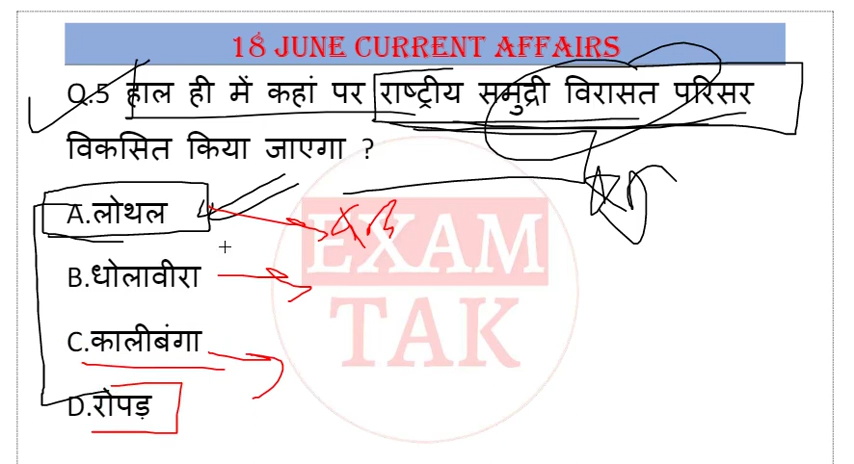 18 JUNE CURRENT AFFAIRS
Q.5 हाल ही में कहां पर राष्ट्रीय समुद्री विरासत परिसर
विकसित किया जाएगा ?
A.लोथल
B.धोलावीरा
C.कालीबंगा
D.रोपड़
EXAM
TAK